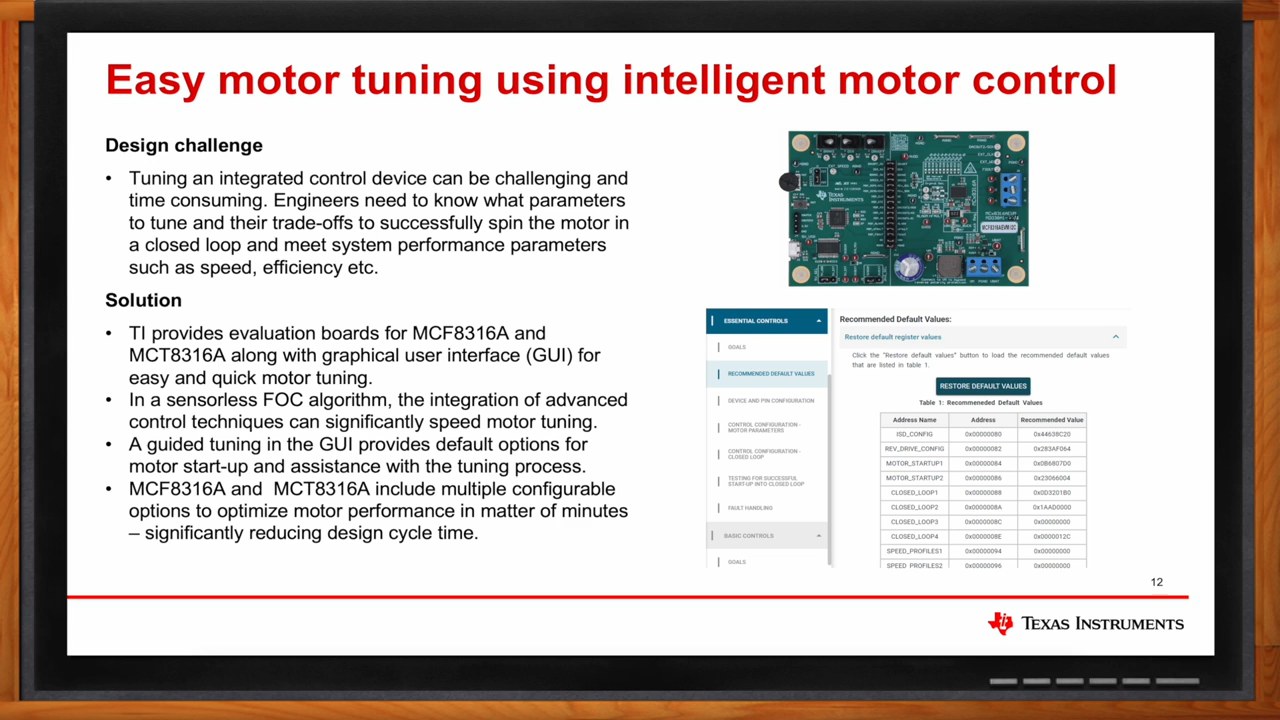 Easy motor tuning using intelligent motor control
Design challenge
• Tuning an integrated control device can be challenging and
time consuming. Engineers need to know what parameters
to tune and their trade-offs to successfully spin the motor in
a closed loop and meet system performance parameters
such as speed, efficiency etc.
Solution
• TI provides evaluation boards for MCF8316A and
MCT8316A along with graphical user interface (GUI) for
easy and quick motor tuning.
• In a sensorless FOC algorithm, the integration of advanced
control techniques can significantly speed motor tuning.
• A guided tuning in the GUI provides default options for
motor start-up and assistance with the tuning process.
• MCF8316A and MCT8316A include multiple configurable
options to optimize motor performance in matter of minutes
– significantly reducing design cycle time.
TEXAS INSTRUMENTS
MCF8316AEVM
ESSENTIAL CONTROLS
GOALS
RECOMMENDED DEFAULT VALUES
DEVICE AND PIN CONFIGURATION
CONTROL CONFIGURATION -
MOTOR PARAMETERS
CONTROL CONFIGURATION -
CLOSED LOOP
TESTING FOR SUCCESSFUL
START-UP INTO CLOSED LOOP
FAULT HANDLING
BASIC CONTROLS
GOALS
Recommended Default Values:
Restore default register values
Click the "Restore default values" button to load the recommended default values
that are listed in table 1.
RESTORE DEFAULT VALUES
Table 1: Recommeneded Default Values
Address Name Address Recommended Value
ISD_CONFIG 0x00000080 0x44638C20
REV_DRIVE_CONFIG 0x00000082 0x283AF064
MOTOR_STARTUP1 0x00000084 0x0B6807D0
MOTOR_STARTUP2 0x00000086 0x23066004
CLOSED_LOOP1 0x00000088 0x0D3201B0
CLOSED_LOOP2 0x0000008A 0x1AAD0000
CLOSED_LOOP3 0x0000008C 0x00000000
CLOSED_LOOP4 0x0000008E 0x0000012C
SPEED_PROFILES1 0x00000094 0x00000000
SPEED_PROFILES2 0x00000096 0x00000000
12
TEXAS INSTRUMENTS